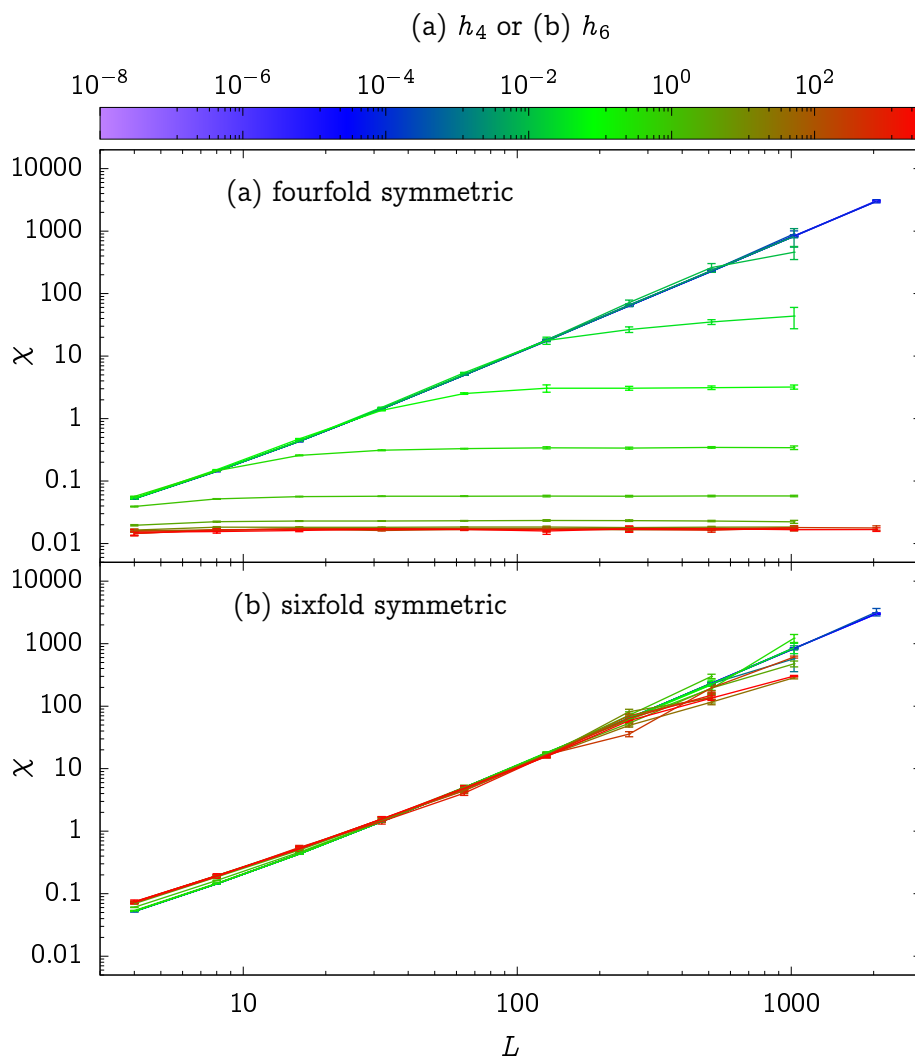 (a) h₄ or (b) h₆
10⁻⁸ 10⁻⁶ 10⁻⁴ 10⁻² 10⁰ 10²
(a) fourfold symmetric
10000
1000
100
10
1
0.1
0.01
χ
(b) sixfold symmetric
10000
1000
100
10
1
0.1
0.01
χ
10 100 1000
L